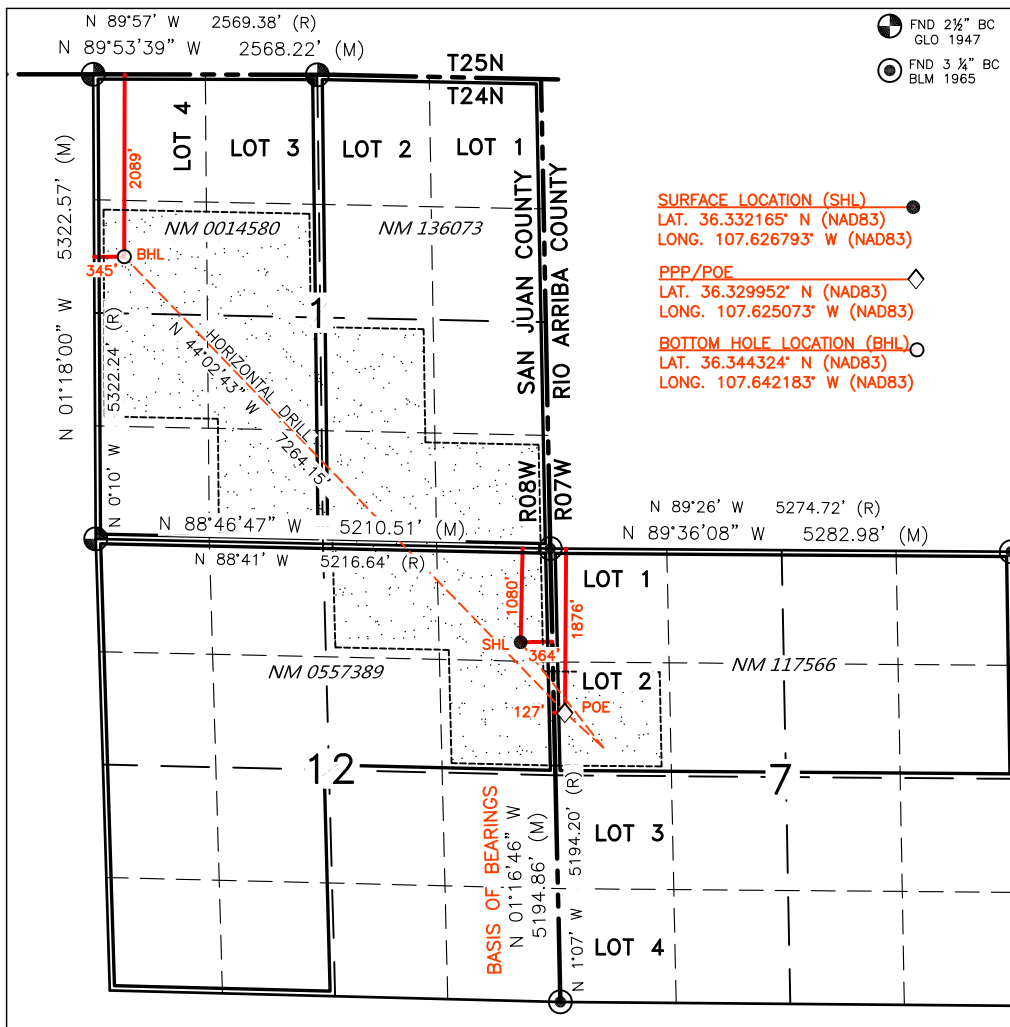 N 89°57' W 2569.38' (R)
N 89°53'39" W 2568.22' (M)
FND 2½" BC
GLO 1947
FND 3 ¼" BC
BLM 1965
T25N
T24N
LOT 4
LOT 3
LOT 2
LOT 1
2089'
5322.57' (M)
N 01°18'00" W
5322.24' (R)
N 0°10' W
NM 0014580
NM 136073
SAN JUAN COUNTY
RIO ARRIBA COUNTY
SURFACE LOCATION (SHL)
LAT. 36.332165° N (NAD83)
LONG. 107.626793° W (NAD83)
PPP/POE
LAT. 36.329952° N (NAD83)
LONG. 107.625073° W (NAD83)
BOTTOM HOLE LOCATION (BHL)
LAT. 36.344324° N (NAD83)
LONG. 107.642183° W (NAD83)
BHL
345'
1
HORIZONTAL DRILL
N 44°02'43" W 7264.15'
R08W
R07W
N 89°26' W 5274.72' (R)
N 89°36'08" W 5282.98' (M)
N 88°46'47" W 5210.51' (M)
N 88°41' W 5216.64' (R)
LOT 1
1080'
1876'
SHL
364'
NM 0557389
NM 117566
LOT 2
127'
POE
12
7
BASIS OF BEARINGS
N 01°16'46" W
5194.86' (M)
N 1°07' W 5194.20' (R)
LOT 3
LOT 4